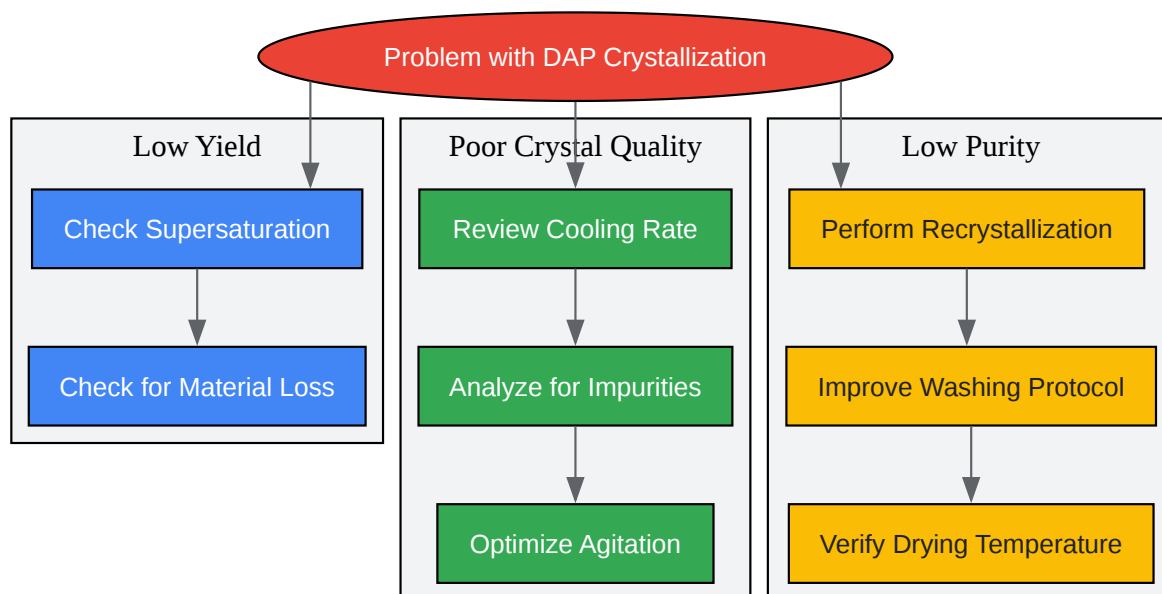 Problem with DAP Crystallization
Low Yield
Check Supersaturation
Check for Material Loss
Poor Crystal Quality
Review Cooling Rate
Analyze for Impurities
Optimize Agitation
Low Purity
Perform Recrystallization
Improve Washing Protocol
Verify Drying Temperature